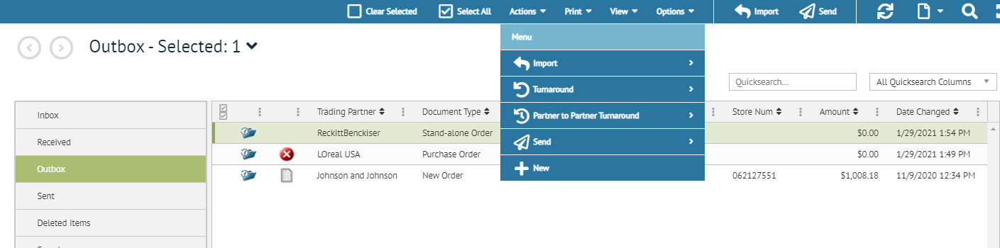 Clear Selected Select All Actions Print View Options Import Send
Menu
Outbox - Selected: 1
Import
Turnaround
Partner to Partner Turnaround
Send
New
Quicksearch... All Quicksearch Columns
Inbox
Received
Outbox
Sent
Deleted Items
Trading Partner Document Type Store Num Amount Date Changed
ReckittBenckiser Stand-alone Order $0.00 1/29/2021 1:54 PM
LOreal USA Purchase Order $0.00 1/29/2021 1:49 PM
Johnson and Johnson New Order 062127551 $1,008.18 11/9/2020 12:34 PM